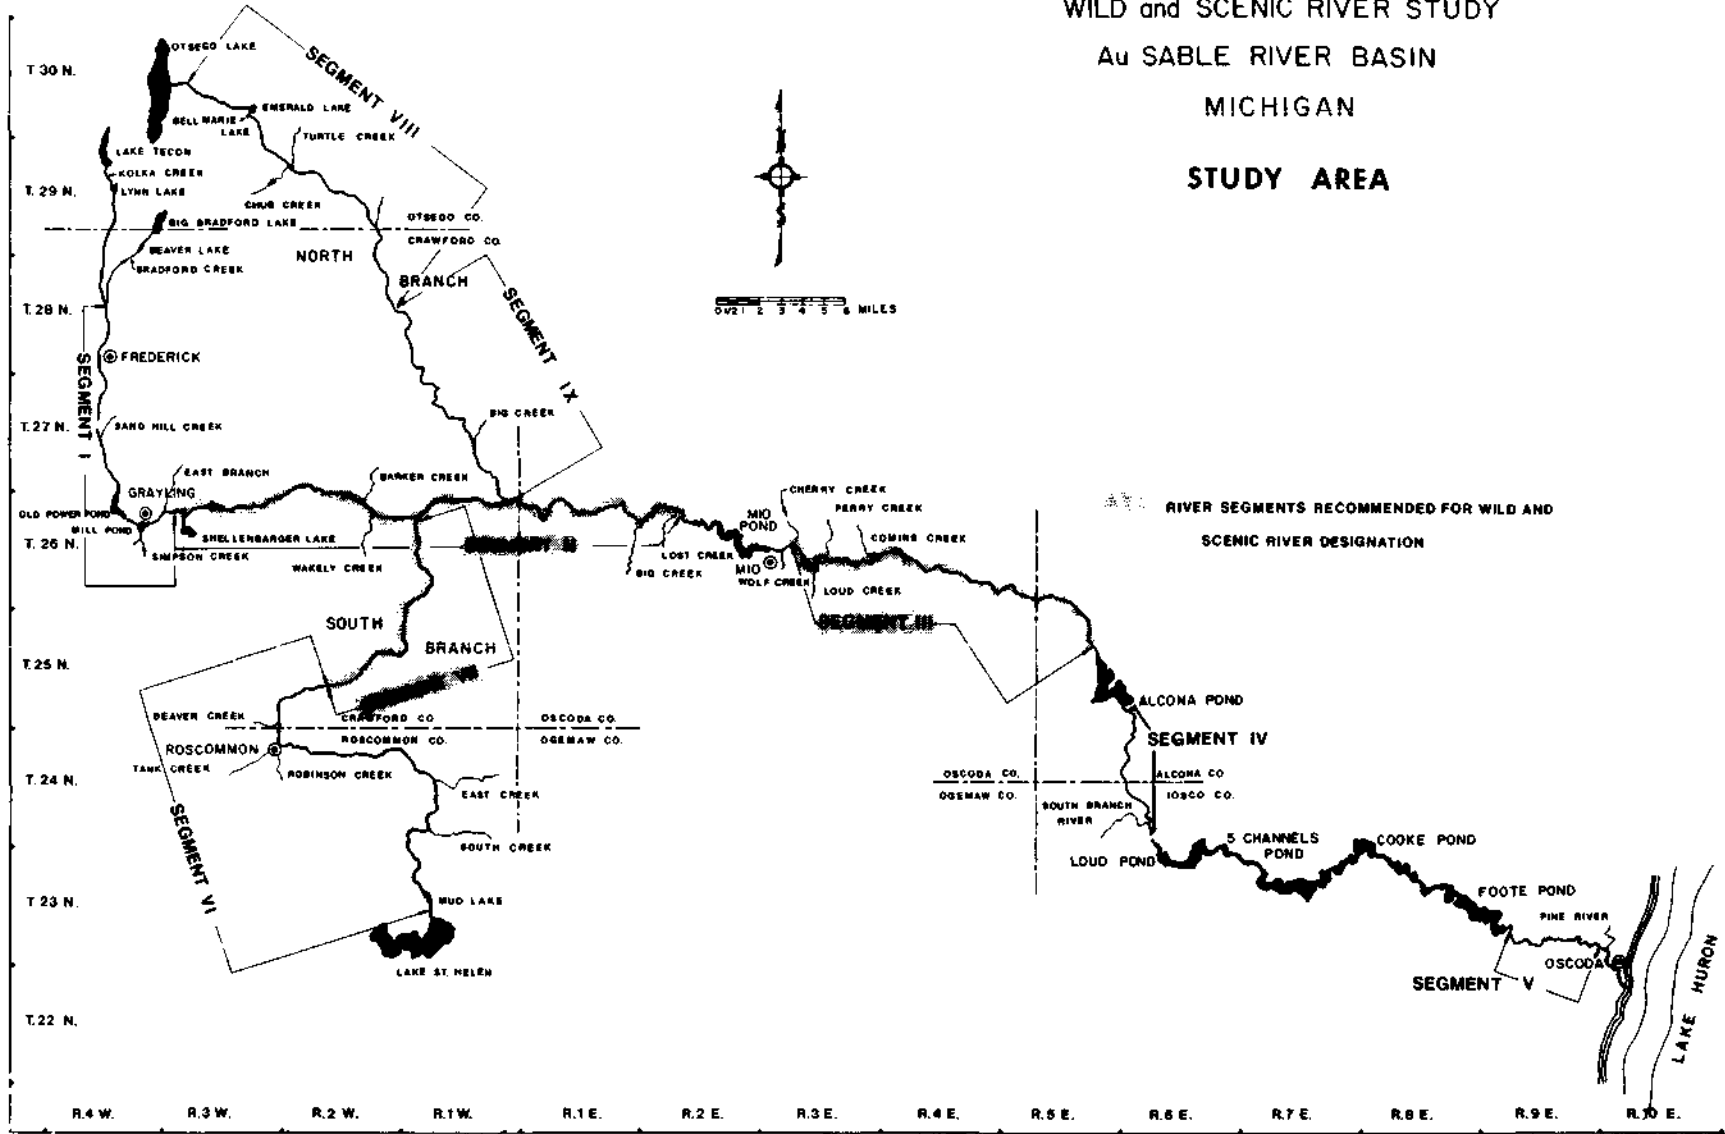 WILD and SCENIC RIVER STUDY
Au SABLE RIVER BASIN
MICHIGAN
STUDY AREA
T 30 N.
OTSEGO LAKE
SEGMENT VIII
EMERALD LAKE
BELL MARIE
LAKE
TURTLE CREEK
LAKE TECON
KOLKA CREEK
T. 29 N.
LYNN LAKE
CHUB CREEK
BIG BRADFORD LAKE
OTSEGO CO.
CRAWFORD CO.
BEAVER LAKE
BRADFORD CREEK
NORTH
BRANCH
T. 28 N.
SEGMENT IX
0 1/2 1 2 3 4 5 6 MILES
FREDERICK
SEGMENT I
T. 27 N.
SAND HILL CREEK
BIG CREEK
EAST BRANCH
BARKER CREEK
GRAYLING
OLD POWER POND
MILL POND
SHELLENBARGER LAKE
T. 26 N.
SIMPSON CREEK
WAKELY CREEK
LOST CREEK
BIG CREEK
MIO
POND
MIO
CHERRY CREEK
PERRY CREEK
COMINS CREEK
WOLF CREEK
LOUD CREEK
RIVER SEGMENTS RECOMMENDED FOR WILD AND
SCENIC RIVER DESIGNATION
SEGMENT III
SOUTH
BRANCH
T. 25 N.
BEAVER CREEK
CRAWFORD CO.
ROSCOMMON CO.
OSCODA CO.
OGEMAW CO.
ROSCOMMON
TANK CREEK
ROBINSON CREEK
ALCONA POND
SEGMENT IV
T. 24 N.
EAST CREEK
OSCODA CO.
OGEMAW CO.
ALCONA CO
IOSCO CO.
SOUTH BRANCH
RIVER
SEGMENT VI
SOUTH CREEK
LOUD POND
5 CHANNELS
POND
COOKE POND
T. 23 N.
MUD LAKE
FOOTE POND
PINE RIVER
LAKE ST. HELEN
OSCODA
SEGMENT V
LAKE HURON
T. 22 N.
R.4 W.
R.3 W.
R.2 W.
R.1 W.
R.1 E.
R.2 E.
R.3 E.
R.4 E.
R.5 E.
R.6 E.
R.7 E.
R.8 E.
R.9 E.
R.10 E.